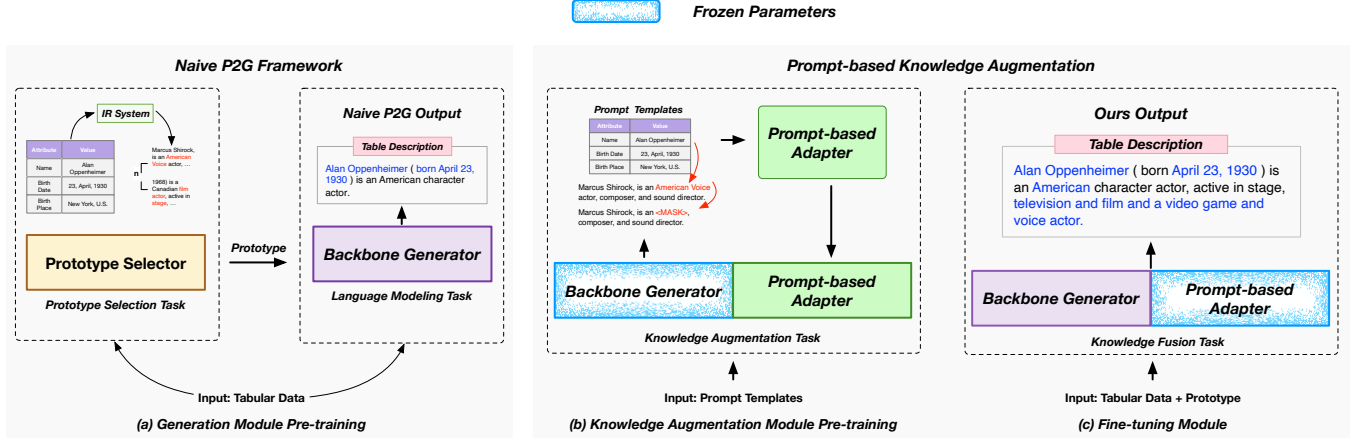 Frozen Parameters
Naive P2G Framework
IR System
Attribute Value
Name Alan Oppenheimer
Birth Date 23, April, 1930
Birth Place New York, U.S.
Marcus Shirock,
is an American
Voice actor, ...
n
1968) is a
Canadian film
actor, active in
stage, ...
Prototype Selector
Prototype Selection Task
Prototype
Naive P2G Output
Table Description
Alan Oppenheimer ( born April 23,
1930 ) is an American character
actor.
Backbone Generator
Language Modeling Task
Input: Tabular Data
(a) Generation Module Pre-training
Prompt-based Knowledge Augmentation
Prompt Templates
Attribute Value
Name Alan Oppenheimer
Birth Date 23, April, 1930
Birth Place New York, U.S.
Marcus Shirock, is an American Voice
actor, composer, and sound director.
Marcus Shirock, is an <MASK>,
composer, and sound director.
Prompt-based
Adapter
Backbone Generator
Prompt-based
Adapter
Knowledge Augmentation Task
Input: Prompt Templates
(b) Knowledge Augmentation Module Pre-training
Ours Output
Table Description
Alan Oppenheimer ( born April 23, 1930 ) is
an American character actor, active in stage,
television and film and a video game and
voice actor.
Backbone Generator
Prompt-based
Adapter
Knowledge Fusion Task
Input: Tabular Data + Prototype
(c) Fine-tuning Module